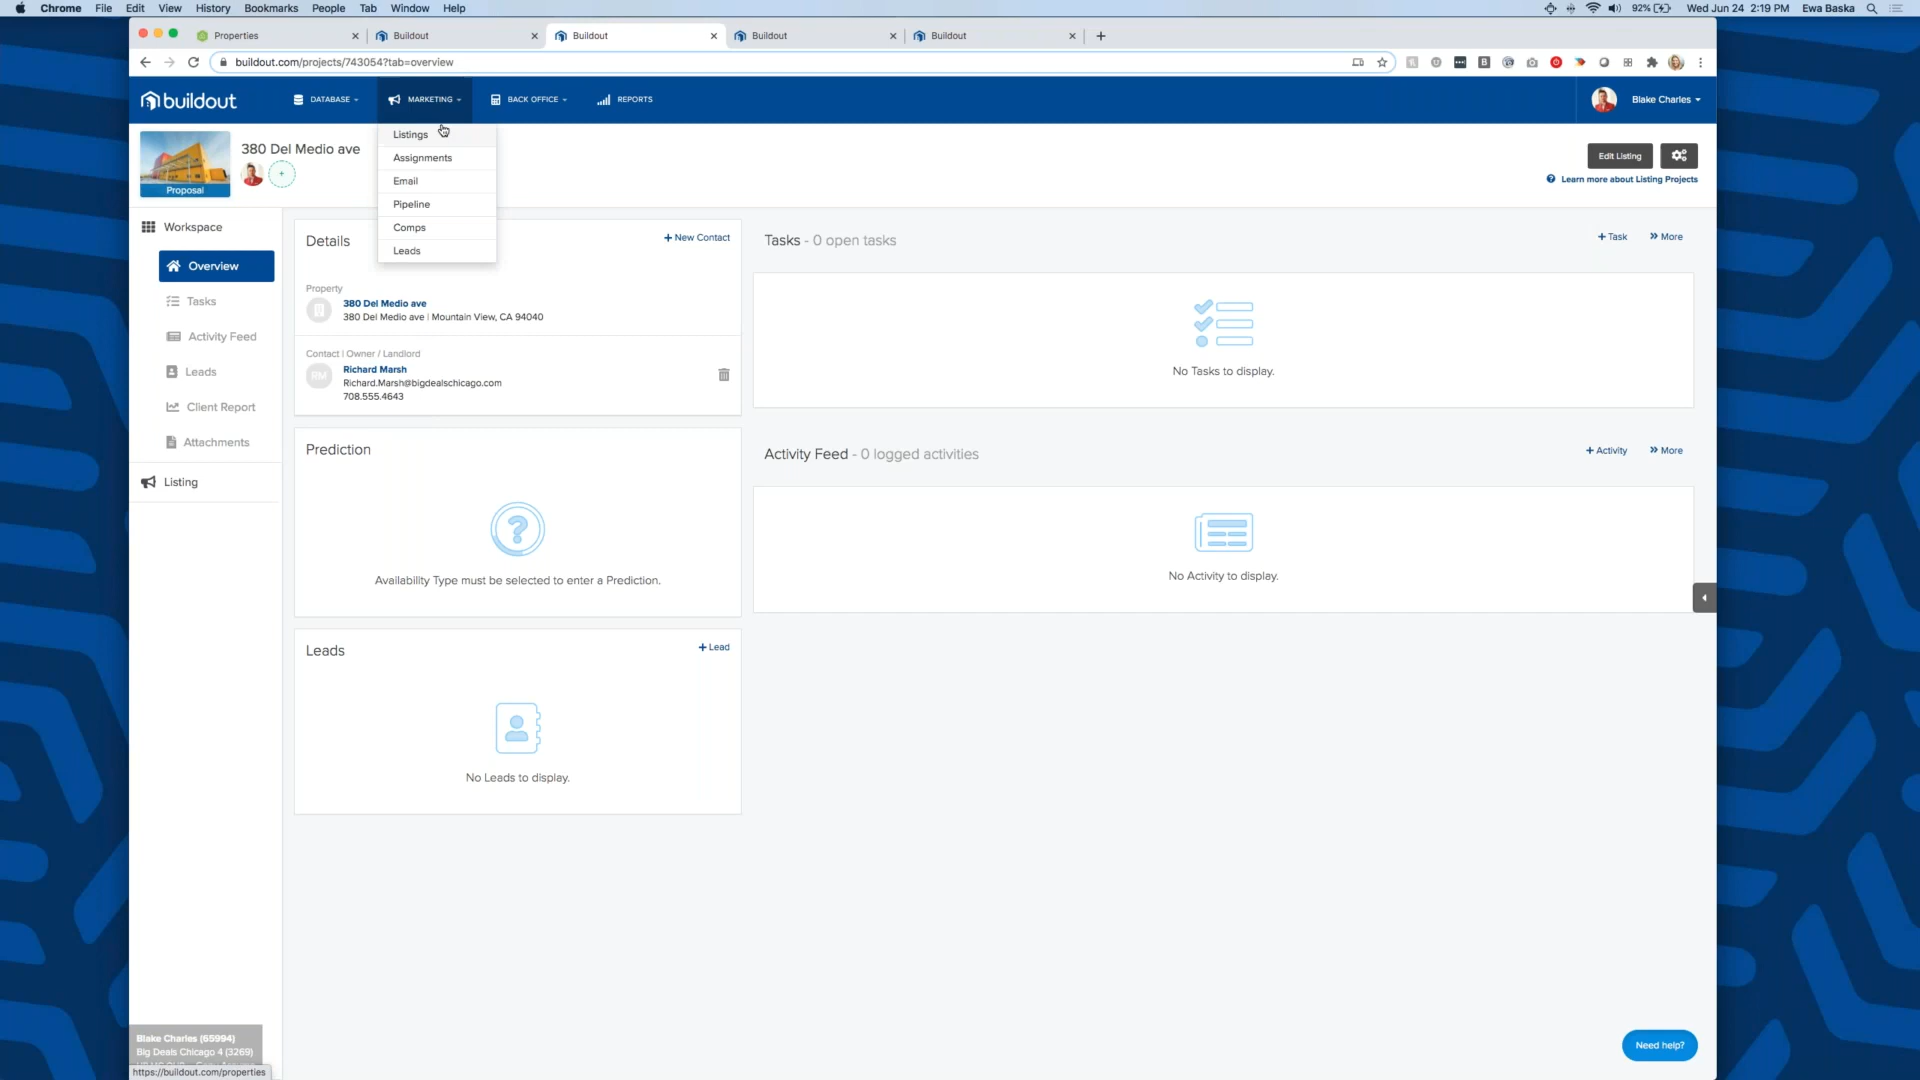 Chrome File Edit View History Bookmarks People Tab Window Help 92% Wed Jun 24 2:19 PM Ewa Baska
Properties Buildout Buildout Buildout Buildout
buildout.com/projects/743054?tab=overview
buildout DATABASE MARKETING BACK OFFICE REPORTS Blake Charles
380 Del Medio ave
Proposal
Listings
Assignments
Email
Pipeline
Comps
Leads
Edit Listing
Learn more about Listing Projects
Workspace
Overview
Tasks
Activity Feed
Leads
Client Report
Attachments
Listing
Details + New Contact
Property
380 Del Medio ave
380 Del Medio ave | Mountain View, CA 94040
Contact | Owner / Landlord
RM
Richard Marsh
Richard.Marsh@bigdealschicago.com
708.555.4643
Prediction
Availability Type must be selected to enter a Prediction.
Leads + Lead
No Leads to display.
Tasks - 0 open tasks + Task More
No Tasks to display.
Activity Feed - 0 logged activities + Activity More
No Activity to display.
Blake Charles (65994)
Big Deals Chicago 4 (3269)
https://buildout.com/properties
Need help?